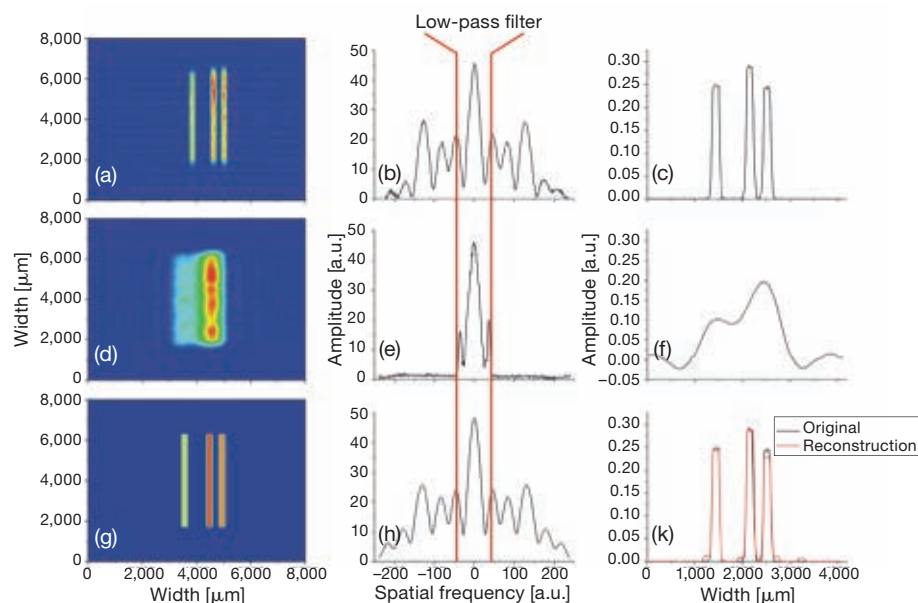 Low-pass filter
8,000
6,000
4,000
2,000
0
(a)
50
40
30
20
10
0
(b)
0.30
0.25
0.20
0.15
0.10
0.05
0.00
(c)
Width [μm]
8,000
6,000
4,000
2,000
0
(d)
Amplitude [a.u.]
50
40
30
20
10
0
(e)
Amplitude [a.u.]
0.30
0.25
0.20
0.15
0.10
0.05
0.00
−0.05
(f)
8,000
6,000
4,000
2,000
0
(g)
0 2,000 4,000 6,000 8,000
Width [μm]
50
40
30
20
10
0
(h)
−200 −100 0 100 200
Spatial frequency [a.u.]
Original
Reconstruction
0.30
0.25
0.20
0.15
0.10
0.05
0.00
(k)
0 1,000 2,000 3,000 4,000
Width [μm]